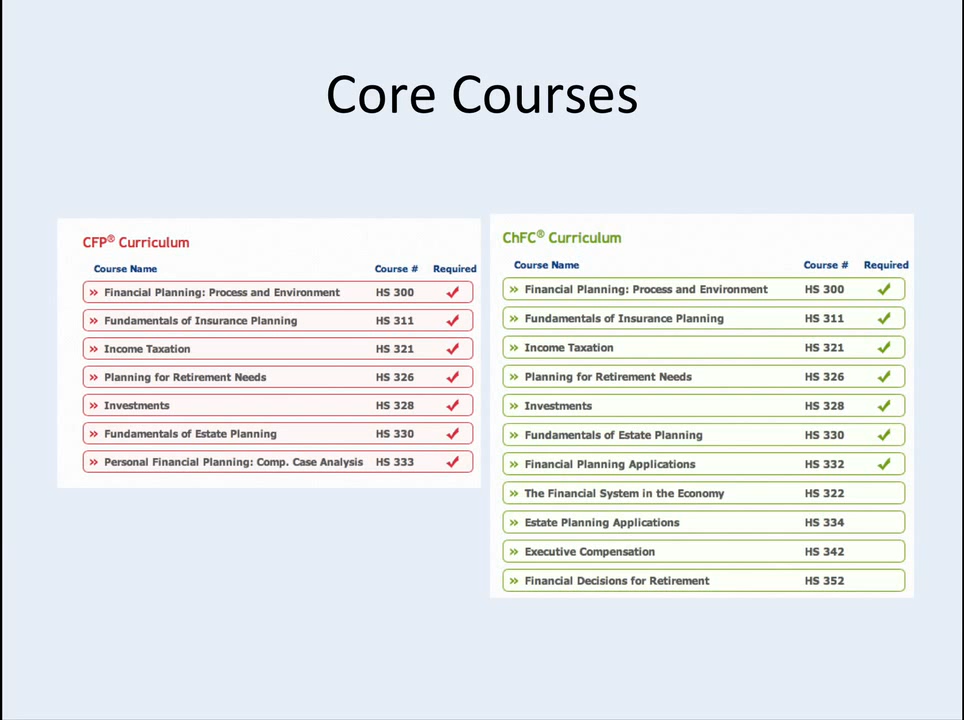 Core Courses
CFP® Curriculum
Course Name Course # Required
» Financial Planning: Process and Environment HS 300 ✓
» Fundamentals of Insurance Planning HS 311 ✓
» Income Taxation HS 321 ✓
» Planning for Retirement Needs HS 326 ✓
» Investments HS 328 ✓
» Fundamentals of Estate Planning HS 330 ✓
» Personal Financial Planning: Comp. Case Analysis HS 333 ✓
ChFC® Curriculum
Course Name Course # Required
» Financial Planning: Process and Environment HS 300 ✓
» Fundamentals of Insurance Planning HS 311 ✓
» Income Taxation HS 321 ✓
» Planning for Retirement Needs HS 326 ✓
» Investments HS 328 ✓
» Fundamentals of Estate Planning HS 330 ✓
» Financial Planning Applications HS 332 ✓
» The Financial System in the Economy HS 322
» Estate Planning Applications HS 334
» Executive Compensation HS 342
» Financial Decisions for Retirement HS 352